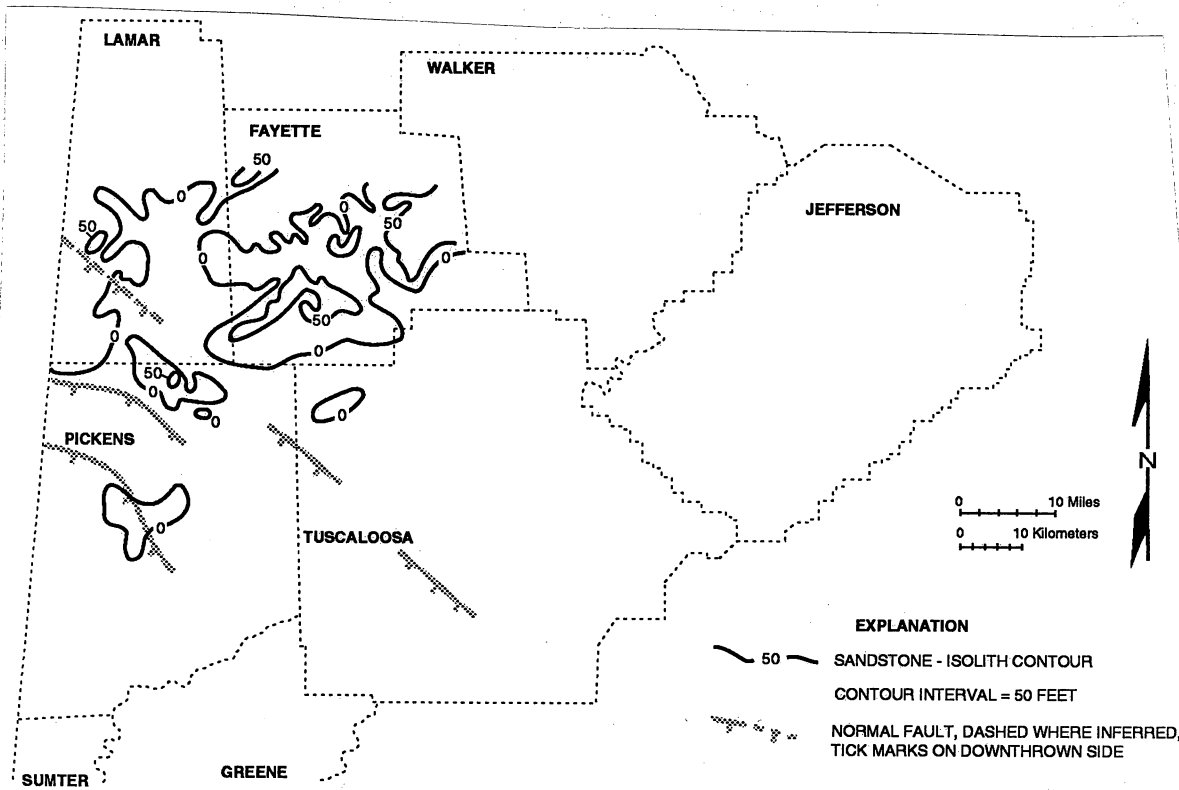 LAMAR
WALKER
FAYETTE
50
0
JEFFERSON
0
50
50
0
0
50
0
50
0
0
0
PICKENS
0
0
TUSCALOOSA
0 10 Miles
0 10 Kilometers
N
EXPLANATION
50 SANDSTONE - ISOLITH CONTOUR
CONTOUR INTERVAL = 50 FEET
NORMAL FAULT, DASHED WHERE INFERRED,
TICK MARKS ON DOWNTHROWN SIDE
SUMTER
GREENE